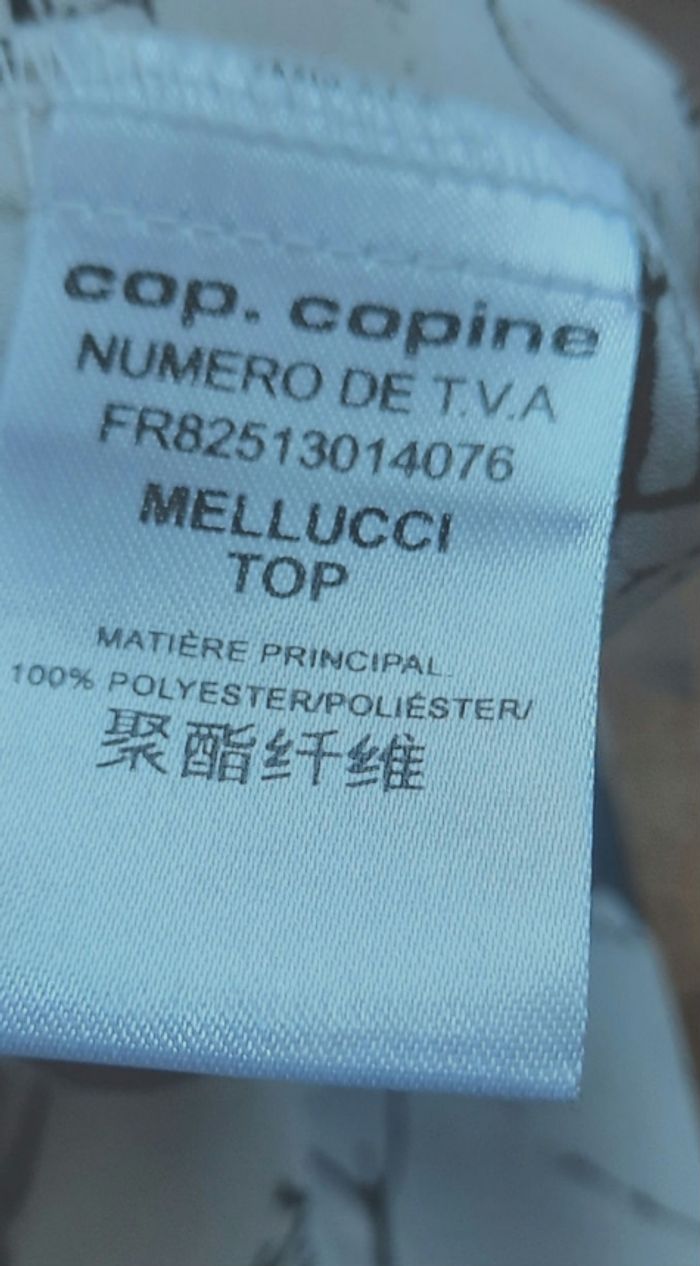 cop. copine
NUMERO DE T.V.A
FR82513014076
MELLUCCI
TOP
MATIÈRE PRINCIPAL.
100% POLYESTER/POLIÉSTER/
聚酯纤维